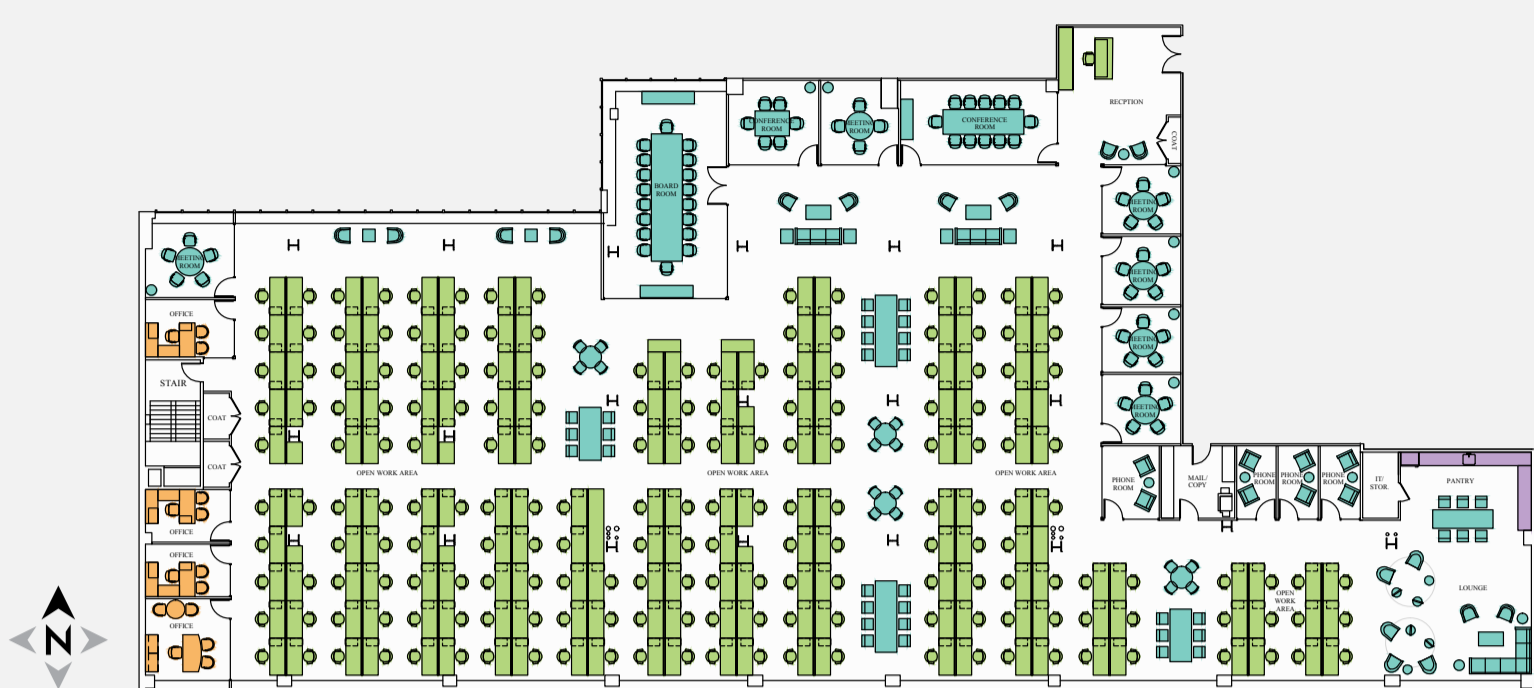 RECPTION
COAT
CONFERENCE
ROOM
MEETING
ROOM
CONFERENCE
ROOM
BOARD
ROOM
MEETING
ROOM
MEETING
ROOM
MEETING
ROOM
MEETING
ROOM
MEETING
ROOM
OFFICE
STAIR
COAT
COAT
OPEN WORK AREA
OPEN WORK AREA
OPEN WORK AREA
PHONE
ROOM
MAIL/
COPY
PHONE
ROOM
PHONE
ROOM
PHONE
ROOM
IT/
STOR.
PANTRY
OFFICE
OFFICE
OFFICE
OPEN
WORK
AREA
LOUNGE
N